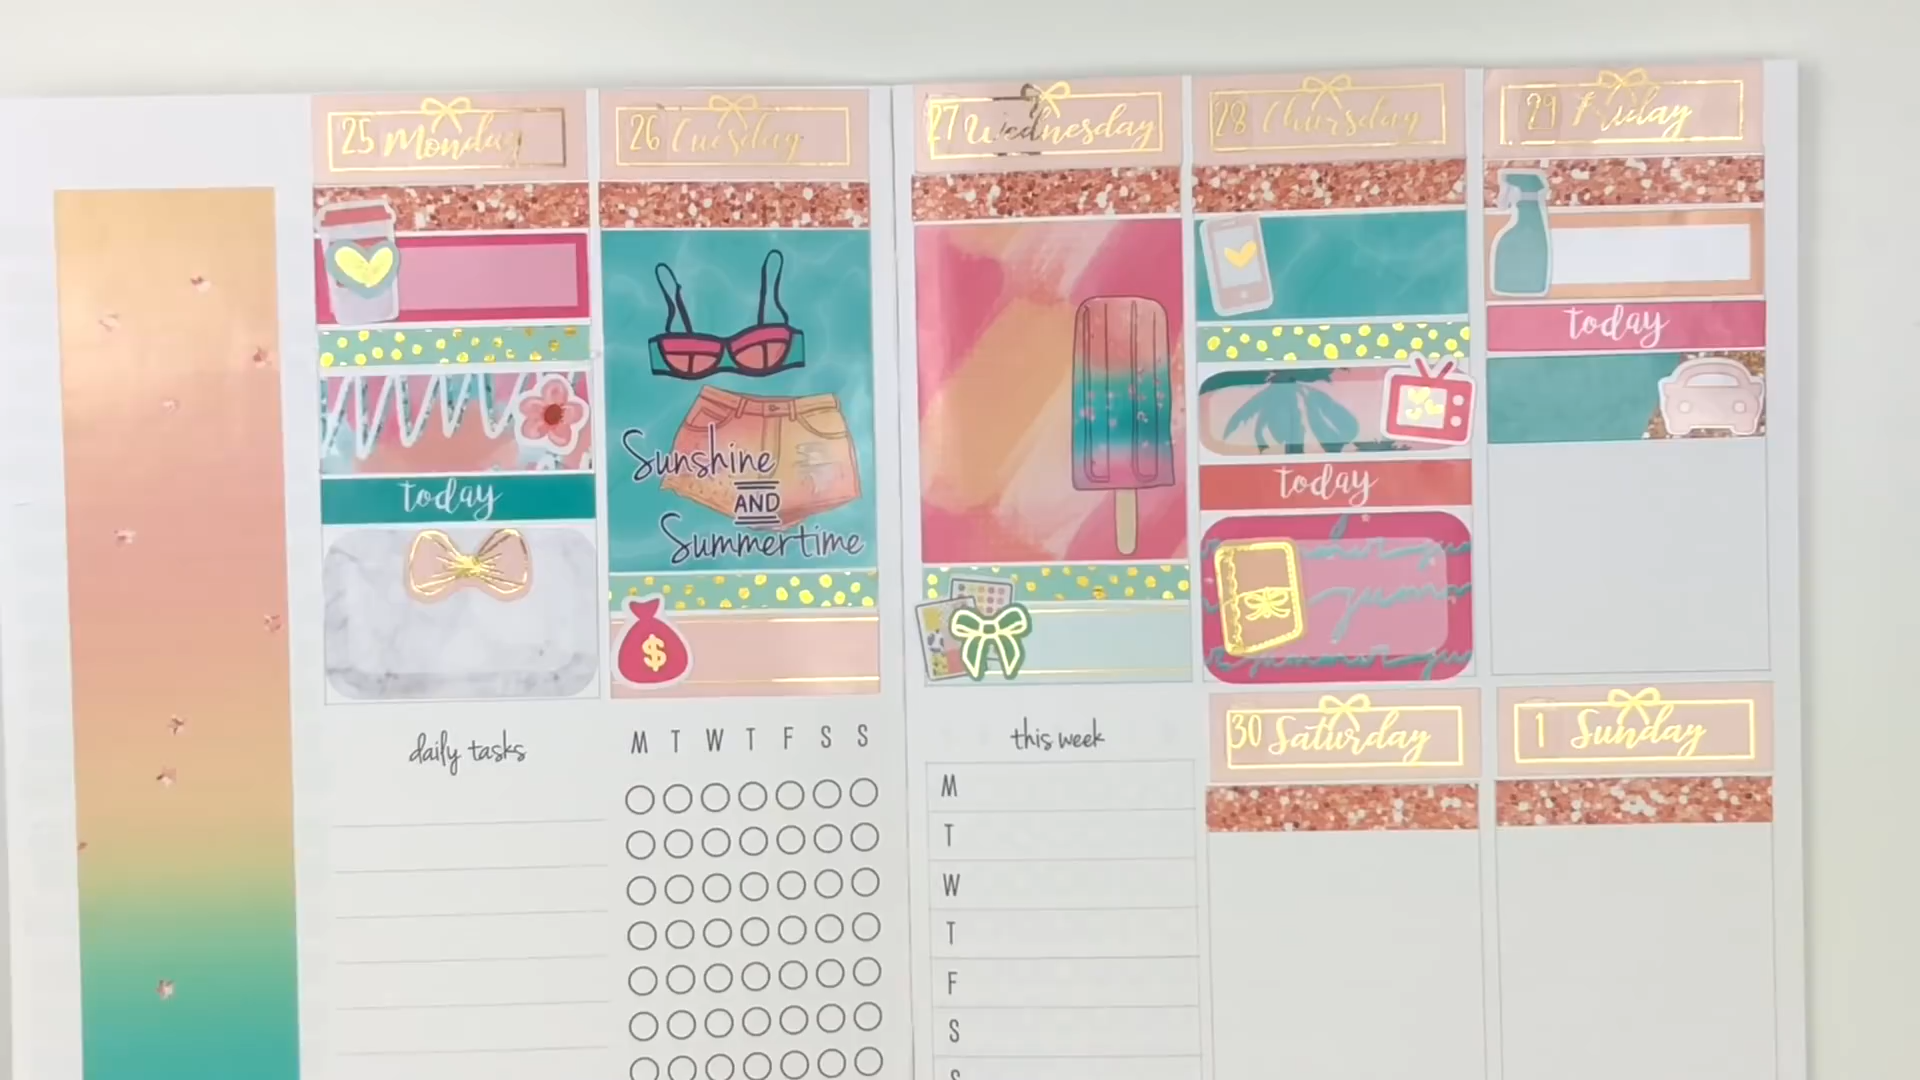 25 Monday
26 Tuesday
27 Wednesday
28 Thursday
29 Friday
today
Sunshine
AND
Summertime
$
today
today
daily tasks
M T W T F S S
this week
M
T
W
T
F
S
S
30 Saturday
1 Sunday